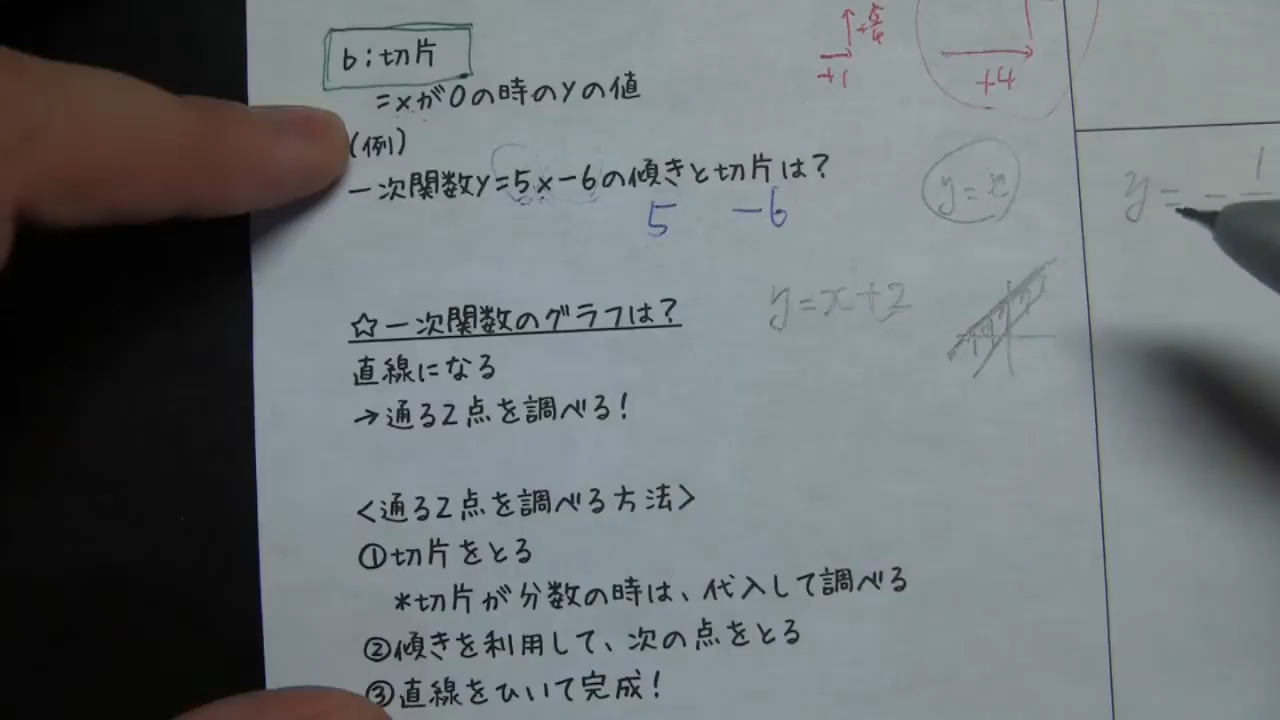 b：切片
=xが0の時のyの値
(例)
一次関数y=5x-6の傾きと切片は？
5 -6
☆一次関数のグラフは？
直線になる
→通る2点を調べる！
<通る2点を調べる方法>
①切片をとる
*切片が分数の時は、代入して調べる
②傾きを利用して、次の点をとる
③直線をひいて完成！
+5/4
+1
+4
y=x
y=x+2
y=-1